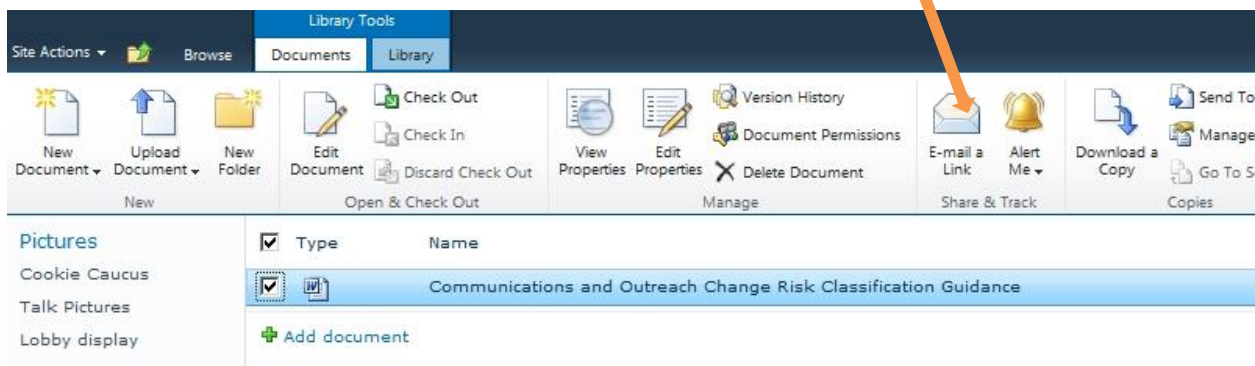 Library Tools
Site Actions Browse Documents Library
New Document
Upload Document
New Folder
New
Edit Document
Check Out
Check In
Discard Check Out
Open & Check Out
View Properties
Edit Properties
Version History
Document Permissions
Delete Document
Manage
E-mail a Link
Alert Me
Share & Track
Download a Copy
Send To
Manage
Go To
Copies
Pictures
Cookie Caucus
Talk Pictures
Lobby display
Type Name
Communications and Outreach Change Risk Classification Guidance
Add document